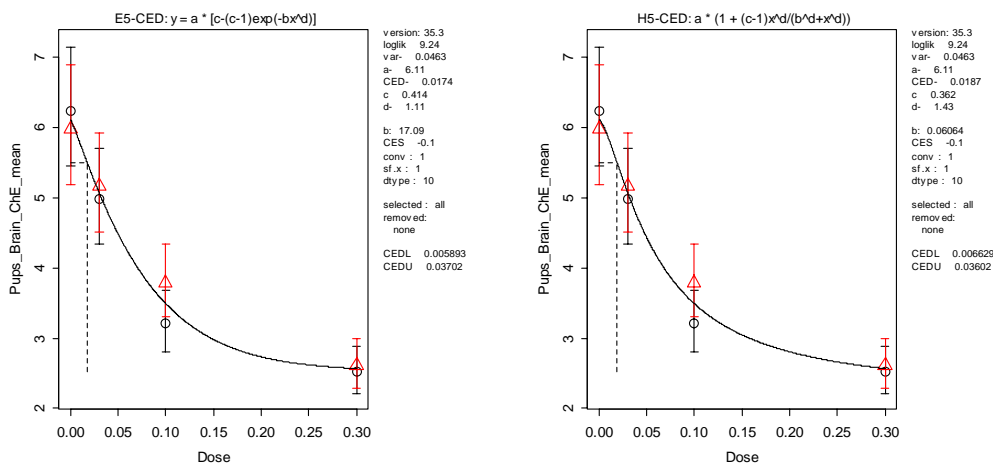 E5-CED: y = a * [c-(c-1)exp(-bx^d)]
version: 35.3
loglik 9.24
var- 0.0463
a- 6.11
CED- 0.0174
c 0.414
d- 1.11
b: 17.09
CES -0.1
conv : 1
sf.x : 1
dtype : 10
selected : all
removed:
none
CEDL 0.005893
CEDU 0.03702
Pups_Brain_ChE_mean
7
6
5
4
3
2
0.00 0.05 0.10 0.15 0.20 0.25 0.30
Dose
H5-CED: a * (1 + (c-1)x^d/(b^d+x^d))
version: 35.3
loglik 9.24
var- 0.0463
a- 6.11
CED- 0.0187
c 0.362
d- 1.43
b: 0.06064
CES -0.1
conv : 1
sf.x : 1
dtype : 10
selected : all
removed:
none
CEDL 0.006629
CEDU 0.03602
Pups_Brain_ChE_mean
7
6
5
4
3
2
0.00 0.05 0.10 0.15 0.20 0.25 0.30
Dose